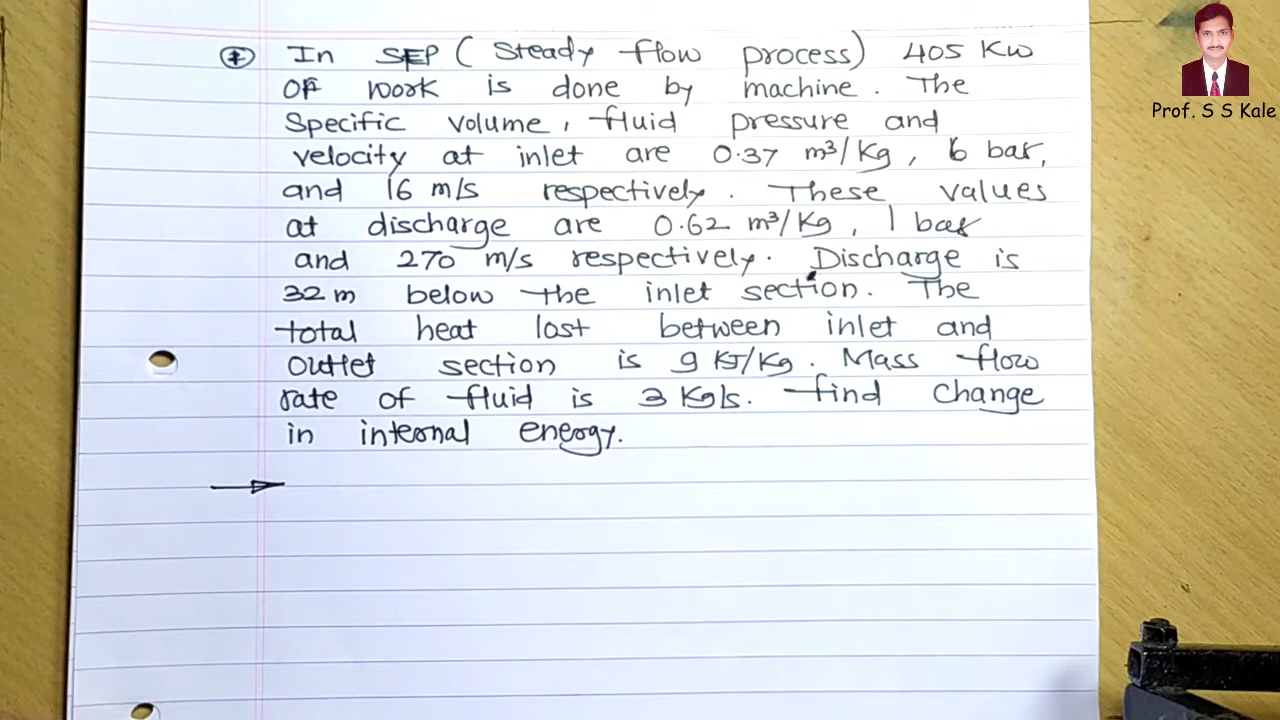 In SFP (Steady flow process) 405 Kw
OF work is done by machine. The
Specific volume, fluid pressure and
velocity at inlet are 0.37 m³/Kg, 6 bar,
and 16 m/s respectively. These values
at discharge are 0.62 m³/Kg, 1 bar
and 270 m/s respectively. Discharge is
32m below the inlet section. The
total heat lost between inlet and
outlet section is 9 KJ/Kg. Mass flow
rate of fluid is 3 Kg/s. find change
in internal energy.
Prof. S S Kale